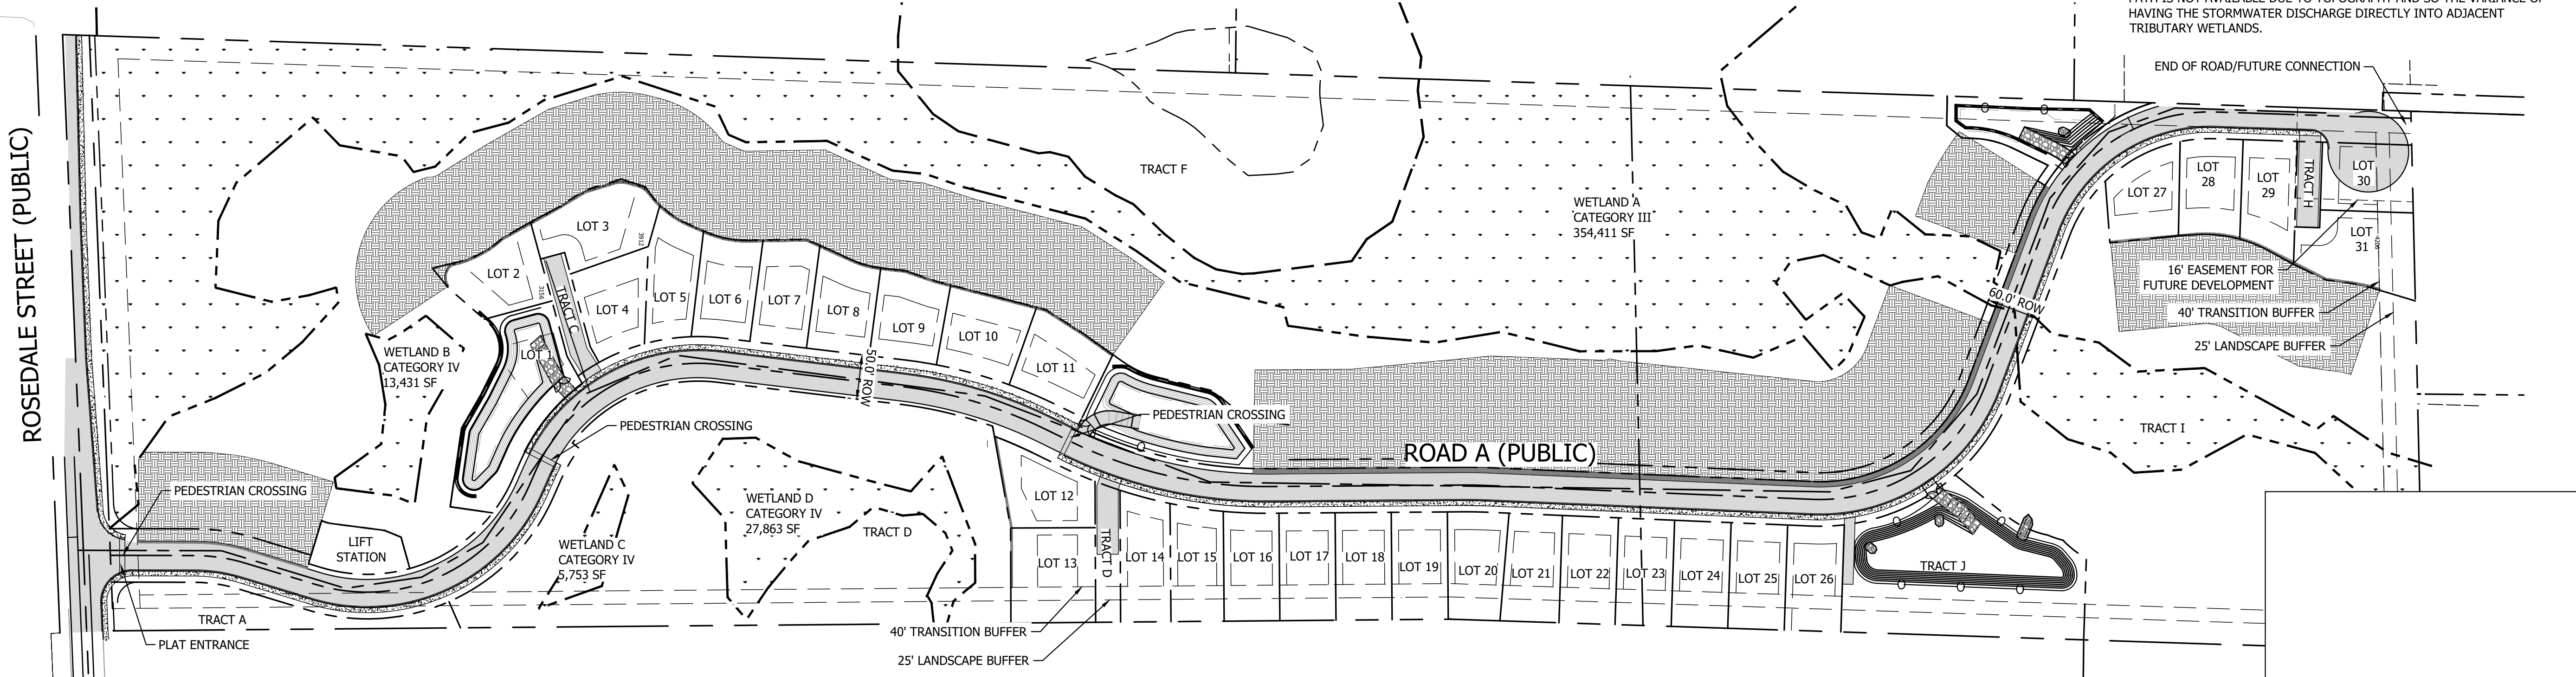 HAVING THE STORMWATER DISCHARGE DIRECTLY INTO ADJACENT
TRIBUTARY WETLANDS.
END OF ROAD/FUTURE CONNECTION
ROSEDALE STREET (PUBLIC)
TRACT F
WETLAND A
CATEGORY III
354,411 SF
LOT 27
LOT
28
LOT
29
TRACT H
LOT
30
LOT
31
4206
16' EASEMENT FOR
FUTURE DEVELOPMENT
40' TRANSITION BUFFER
25' LANDSCAPE BUFFER
60.0' ROW
LOT 3
3912
LOT 2
3156
TRACT C
LOT 4
LOT 5
LOT 6
LOT 7
LOT 8
LOT 9
LOT 10
LOT 11
LOT 1
WETLAND B
CATEGORY IV
13,431 SF
50.0' ROW
PEDESTRIAN CROSSING
PEDESTRIAN CROSSING
ROAD A (PUBLIC)
TRACT I
PEDESTRIAN CROSSING
LIFT
STATION
WETLAND C
CATEGORY IV
5,753 SF
WETLAND D
CATEGORY IV
27,863 SF
TRACT D
LOT 12
LOT 13
TRACT D
LOT 14
LOT 15
LOT 16
LOT 17
LOT 18
LOT 19
LOT 20
LOT 21
LOT 22
LOT 23
LOT 24
LOT 25
LOT 26
TRACT J
TRACT A
PLAT ENTRANCE
40' TRANSITION BUFFER
25' LANDSCAPE BUFFER